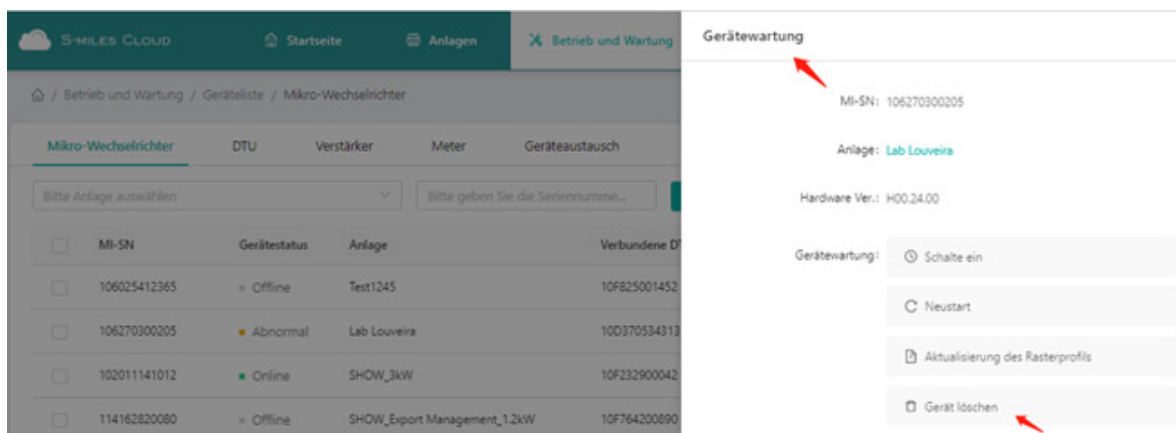 S-MILES CLOUD
Startseite
Anlagen
Betrieb und Wartung
/ Betrieb und Wartung / Geräteliste / Mikro-Wechselrichter
Mikro-Wechselrichter DTU Verstärker Meter Geräteaustausch
Bitte Anlage auswählen Bitte geben Sie die Seriennumme...
MI-SN Gerätestatus Anlage Verbundene D
106025412365 Offline Test1245 10F825001452
106270300205 Abnormal Lab Louveira 10D370534313
102011141012 Online SHOW_3kW 10F232900042
114162820080 Offline SHOW_Export Management_1.2kW 10F764200890
Gerätewartung
MI-SN: 106270300205
Anlage: Lab Louveira
Hardware Ver.: H00.24.00
Gerätewartung: Schalte ein
Neustart
Aktualisierung des Rasterprofils
Gerät löschen